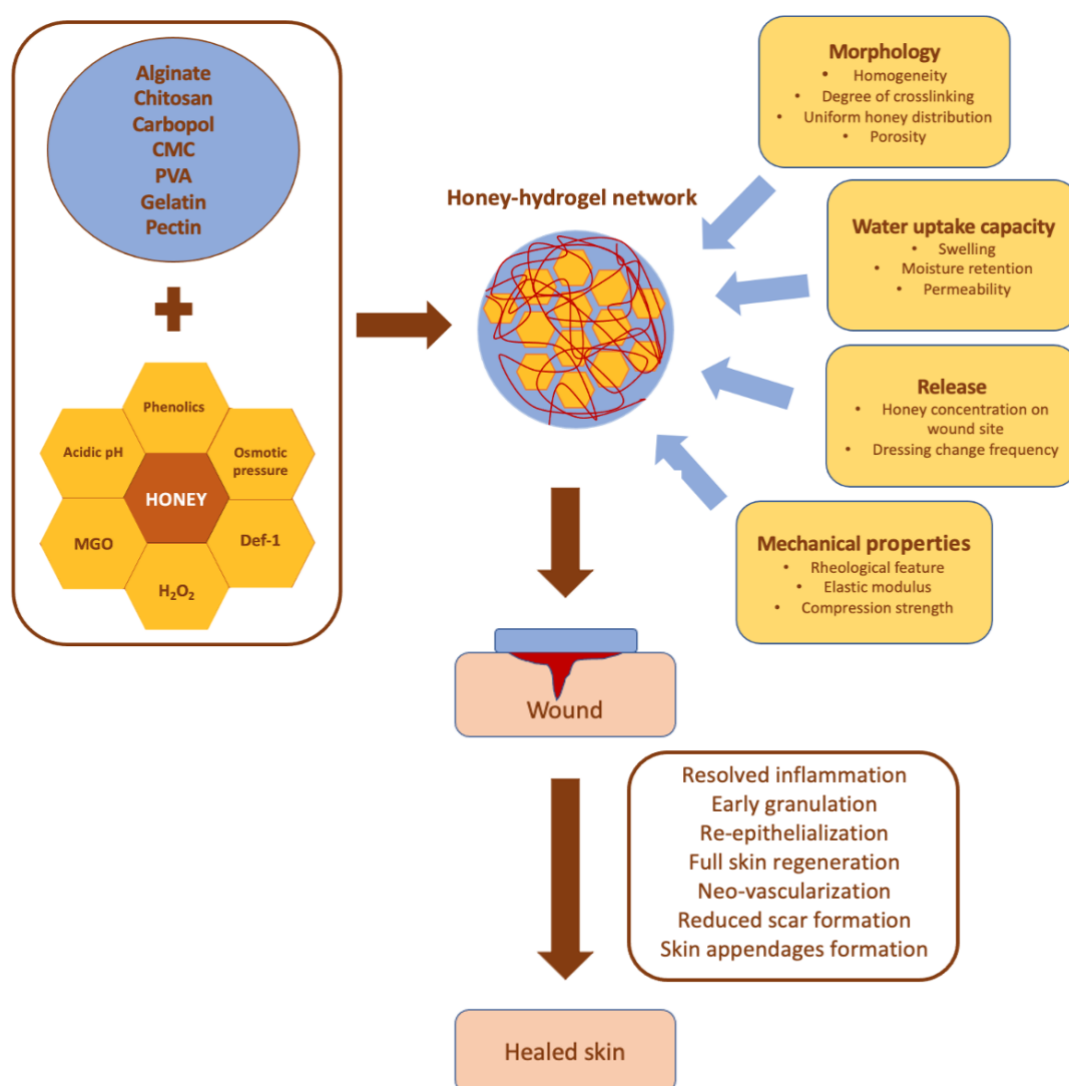 Alginate
Chitosan
Carbopol
CMC
PVA
Gelatin
Pectin
Phenolics
Acidic pH
Osmotic
pressure
HONEY
MGO
Def-1
H₂O₂
Honey-hydrogel network
Morphology
• Homogeneity
• Degree of crosslinking
• Uniform honey distribution
• Porosity
Water uptake capacity
• Swelling
• Moisture retention
• Permeability
Release
• Honey concentration on
wound site
• Dressing change frequency
Mechanical properties
• Rheological feature
• Elastic modulus
• Compression strength
Wound
Resolved inflammation
Early granulation
Re-epithelialization
Full skin regeneration
Neo-vascularization
Reduced scar formation
Skin appendages formation
Healed skin